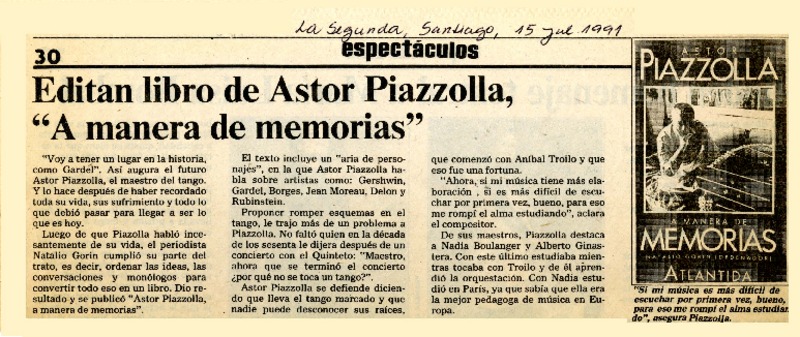 La Segunda, Santiago, 15 jul 1991
30
espectáculos
Editan libro de Astor Piazzolla,
"A manera de memorias"
"Voy a tener un lugar en la historia,
como Gardel". Así augura el futuro
Astor Piazzolla, el maestro del tango.
Y lo hace después de haber recordado
toda su vida, sus sufrimiento y todo lo
que debió pasar para llegar a ser lo
que es hoy.
Luego de que Piazolla habló ince-
santemente de su vida, el periodista
Natalio Gorin cumplió su parte del
trato, es decir, ordenar las ideas, las
conversaciones y monólogos para
convertir todo eso en un libro. Dio re-
sultado y se publicó "Astor Piazzolla,
a manera de memorias".
El texto incluye un "aria de perso-
najes", en la que Astor Piazzolla ha-
bla sobre artistas como: Gershwin,
Gardel, Borges, Jean Moreau, Delon y
Rubinstein.
Proponer romper esquemas en el
tango, le trajo más de un problema a
Piazzolla. No faltó quien en la década
de los sesenta le dijera después de un
concierto con el Quinteto: "Maestro,
ahora que se terminó el concierto
¿por qué no se toca un tango?".
Astor Piazzolla se defiende diciendo
que lleva el tango marcado y que
nadie puede desconocer sus raíces,
que comenzó con Aníbal Troilo y que
eso fue una fortuna.
"Ahora, si mi música tiene más ela-
boración , si es más difícil de escu-
char por primera vez, bueno, para eso
me rompí el alma estudiando", aclara
el compositor.
De sus maestros, Piazzolla destaca
a Nadia Boulanger y Alberto Ginas-
tera. Con este último estudiaba mien-
tras tocaba con Troilo y de él apren-
dió la orquestación. Con Nadia estu-
dió en París, ya que sabía que ella era
la mejor pedagoga de música en Eu-
ropa.
ASTOR
PIAZZOLLA
A MANERA DE
MEMORIAS
NATALIO GORIN (ORDENADOR)
ATLANTIDA
"Si mi música es más difícil de
escuchar por primera vez, bueno,
para eso me rompí el alma estudian-
do", asegura Piazolla.